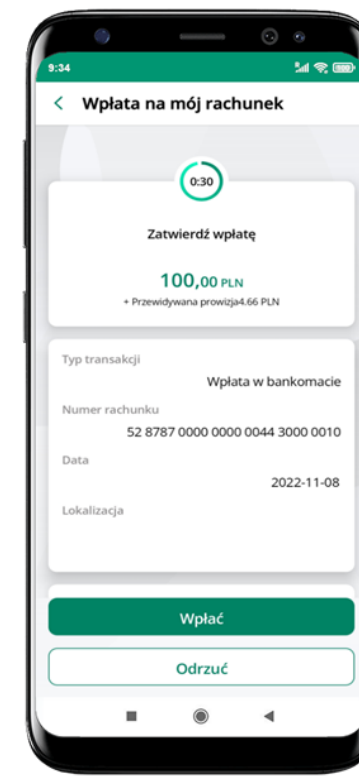 9:34
Wpłata na mój rachunek
0:30
Zatwierdź wpłatę
100,00 PLN
+ Przewidywana prowizja4.66 PLN
Typ transakcji
Wpłata w bankomacie
Numer rachunku
52 8787 0000 0000 0044 3000 0010
Data
2022-11-08
Lokalizacja
Wpłać
Odrzuć